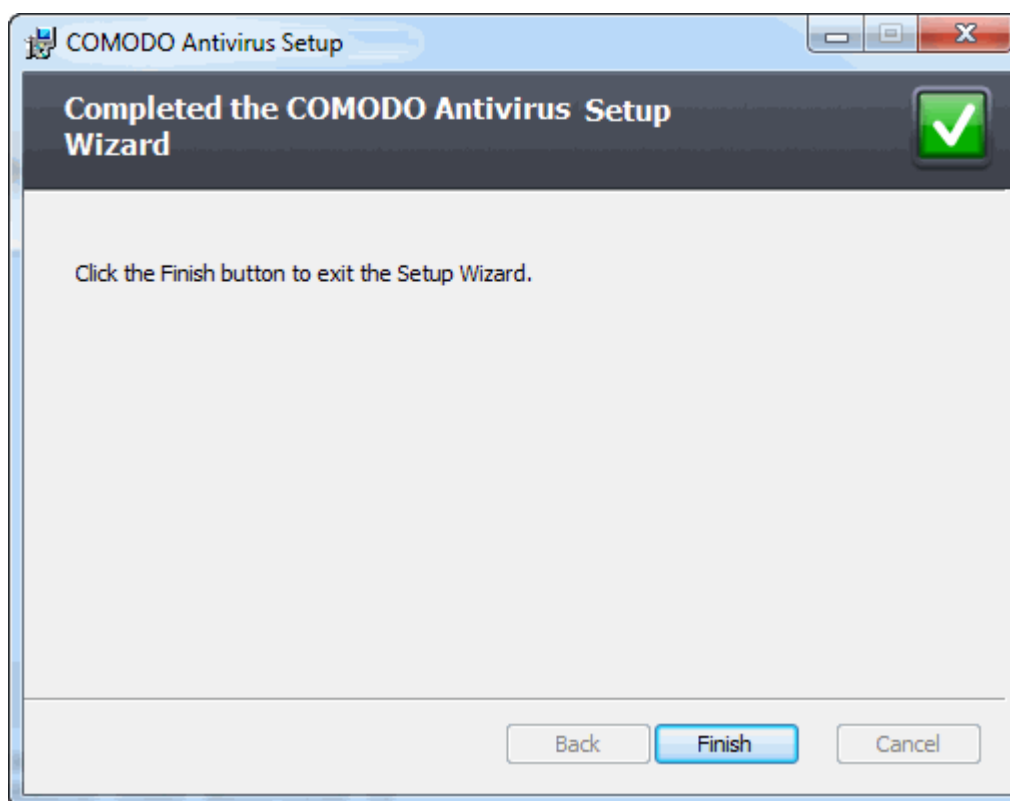 COMODO Antivirus Setup
Completed the COMODO Antivirus Setup
Wizard
Click the Finish button to exit the Setup Wizard.
Back Finish Cancel